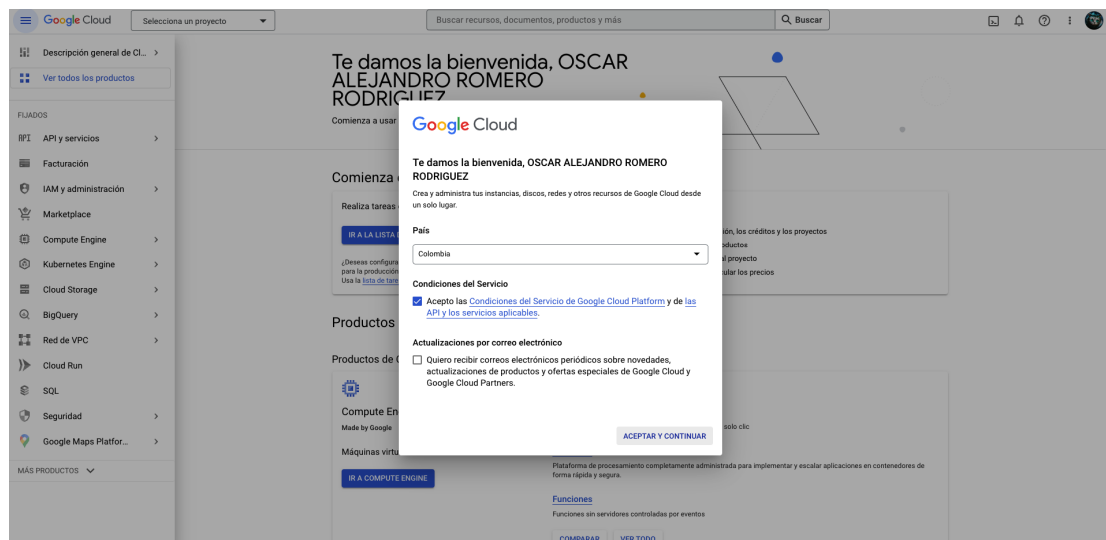 Google Cloud
Selecciona un proyecto
Buscar recursos, documentos, productos y más
Buscar
Descripción general de Cl...
Ver todos los productos
FIJADOS
API
API y servicios
Facturación
IAM y administración
Marketplace
Compute Engine
Kubernetes Engine
Cloud Storage
BigQuery
Red de VPC
Cloud Run
SQL
Seguridad
Google Maps Platfor...
MÁS PRODUCTOS
Te damos la bienvenida, OSCAR
ALEJANDRO ROMERO
RODRIGUEZ
Comienza a usar
Comienza
Realiza tareas
IR A LA LISTA
¿Deseas configura
para la producción
Usa la lista de tare
ión, los créditos y los proyectos
oductos
al proyecto
cular los precios
Productos
Productos de
Compute En
Made by Google
Máquinas virtu
IR A COMPUTE ENGINE
solo clic
Plataforma de procesamiento completamente administrada para implementar y escalar aplicaciones en contenedores de
forma rápida y segura.
Funciones
Funciones sin servidores controladas por eventos
COMPARAR
VER TODO
Google Cloud
Te damos la bienvenida, OSCAR ALEJANDRO ROMERO
RODRIGUEZ
Crea y administra tus instancias, discos, redes y otros recursos de Google Cloud desde
un solo lugar.
País
Colombia
Condiciones del Servicio
Acepto las Condiciones del Servicio de Google Cloud Platform y de las
API y los servicios aplicables.
Actualizaciones por correo electrónico
Quiero recibir correos electrónicos periódicos sobre novedades,
actualizaciones de productos y ofertas especiales de Google Cloud y
Google Cloud Partners.
ACEPTAR Y CONTINUAR